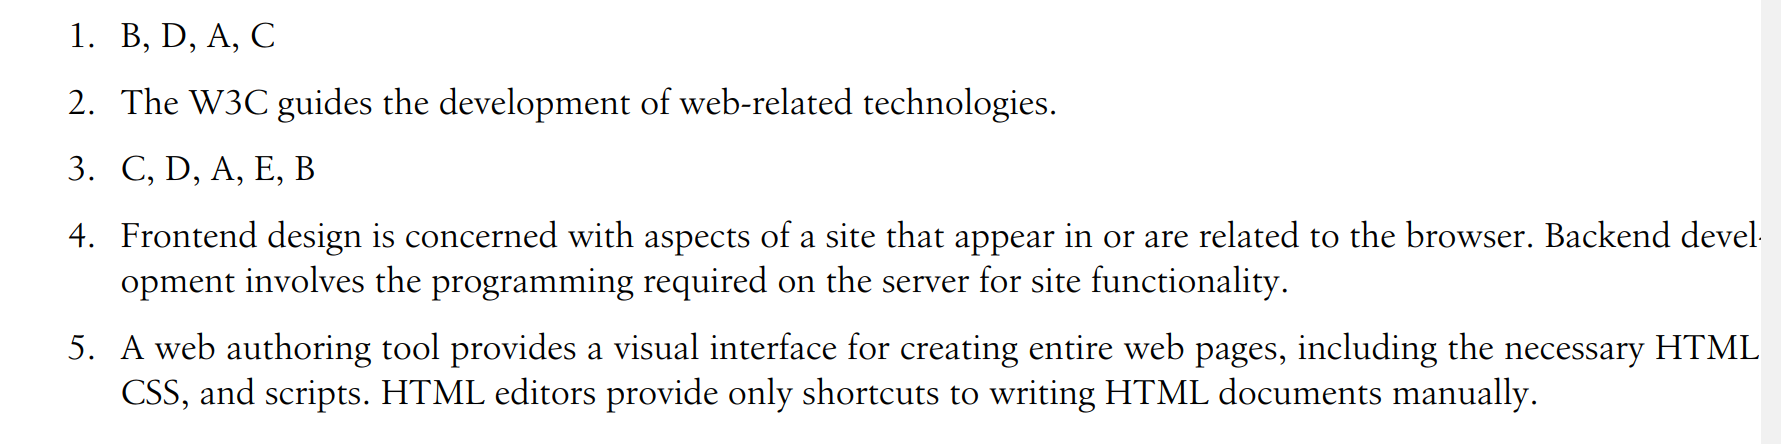 1. B, D, A, C
2. The W3C guides the development of web-related technologies.
3. C, D, A, E, B
4. Frontend design is concerned with aspects of a site that appear in or are related to the browser. Backend devel-
opment involves the programming required on the server for site functionality.
5. A web authoring tool provides a visual interface for creating entire web pages, including the necessary HTML
CSS, and scripts. HTML editors provide only shortcuts to writing HTML documents manually.